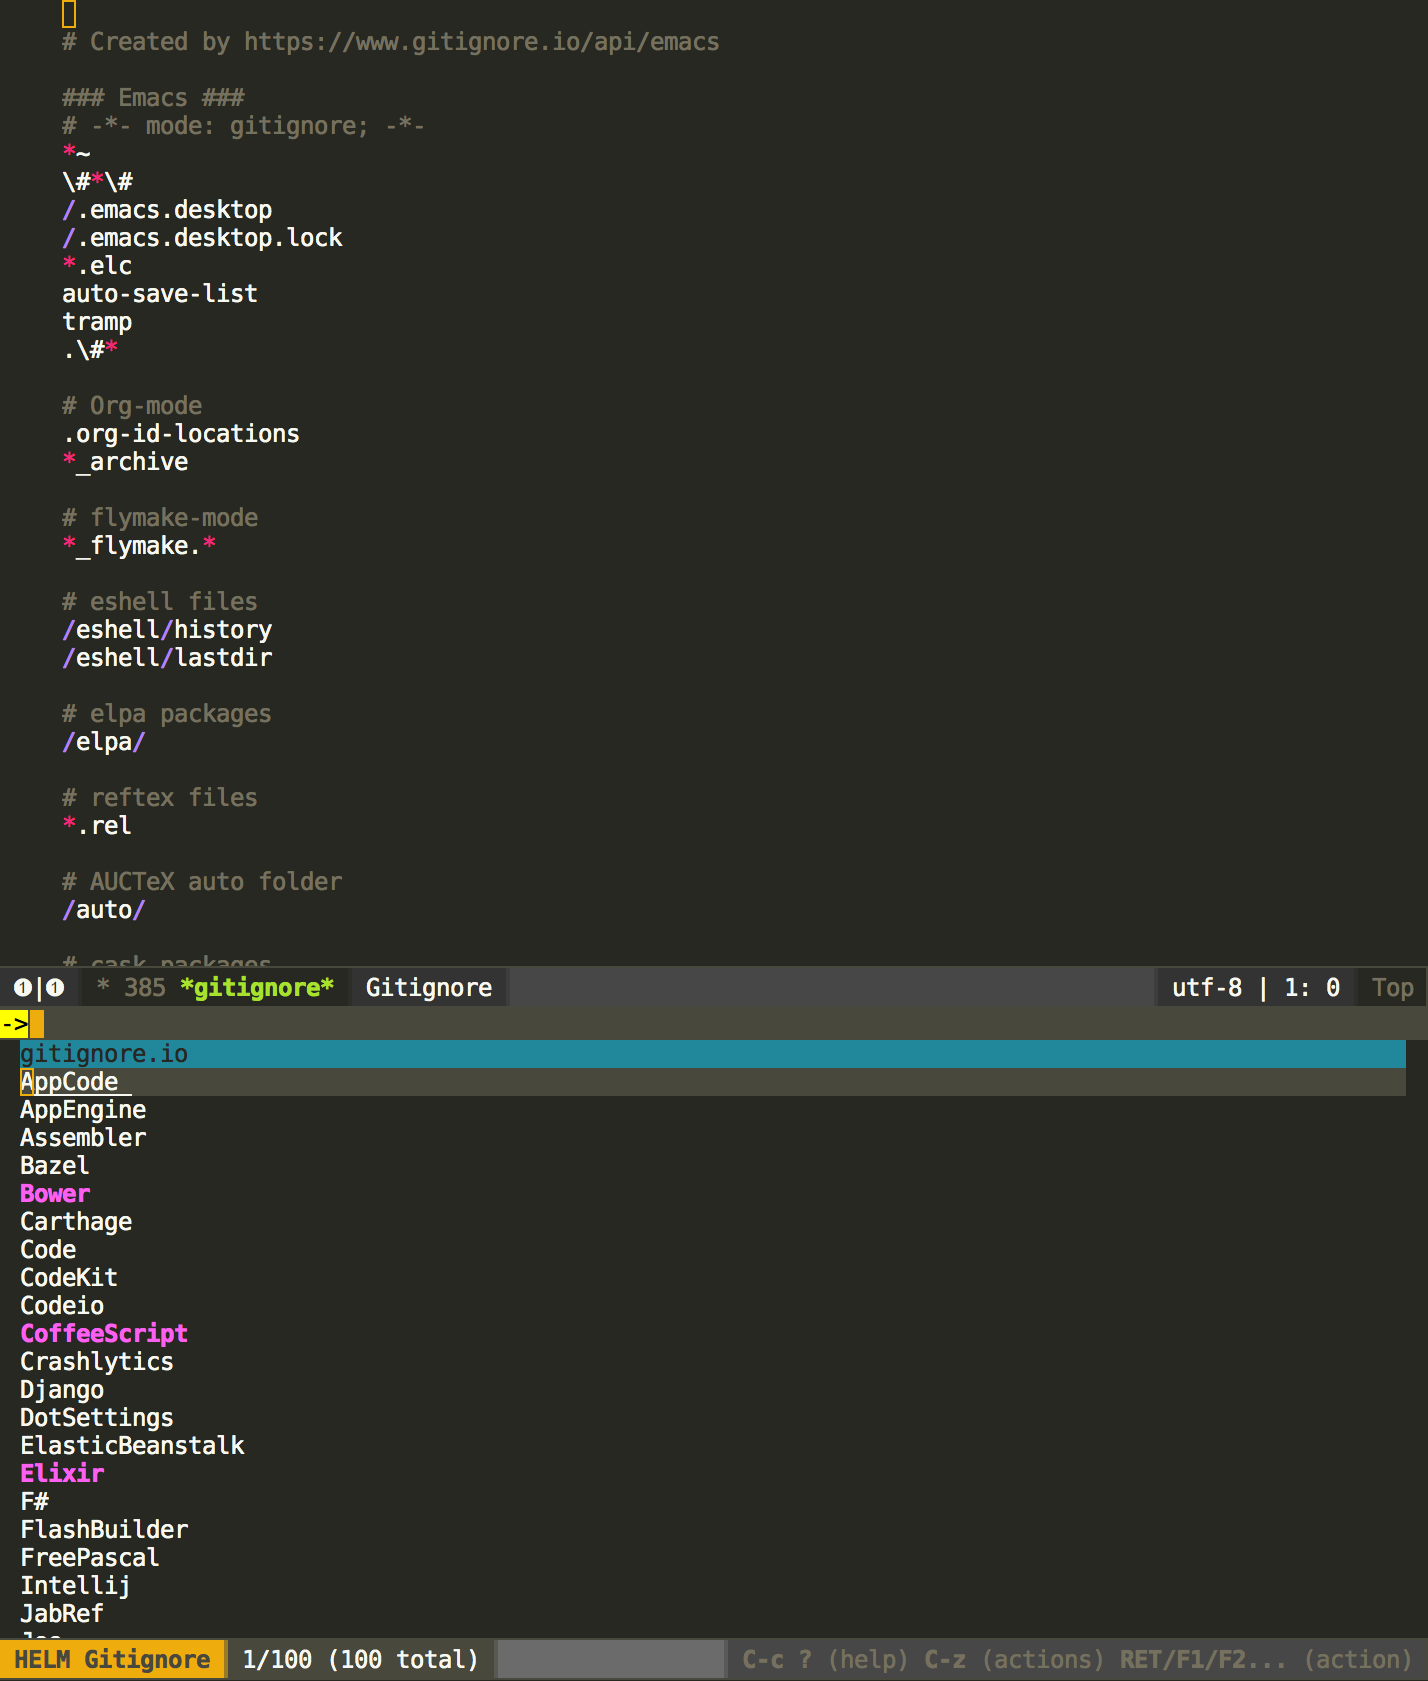 # Created by https://www.gitignore.io/api/emacs
### Emacs ###
# -*- mode: gitignore; -*-
*~
\#*\#
/.emacs.desktop
/.emacs.desktop.lock
*.elc
auto-save-list
tramp
.\#*
# Org-mode
.org-id-locations
*_archive
# flymake-mode
*_flymake.*
# eshell files
/eshell/history
/eshell/lastdir
# elpa packages
/elpa/
# reftex files
*.rel
# AUCTeX auto folder
/auto/
# cask packages
❶|❶ * 385 *gitignore* Gitignore utf-8 | 1: 0 Top
->
gitignore.io
AppCode
AppEngine
Assembler
Bazel
Bower
Carthage
Code
CodeKit
Codeio
CoffeeScript
Crashlytics
Django
DotSettings
ElasticBeanstalk
Elixir
F#
FlashBuilder
FreePascal
Intellij
JabRef
HELM Gitignore 1/100 (100 total) C-c ? (help) C-z (actions) RET/F1/F2... (action)